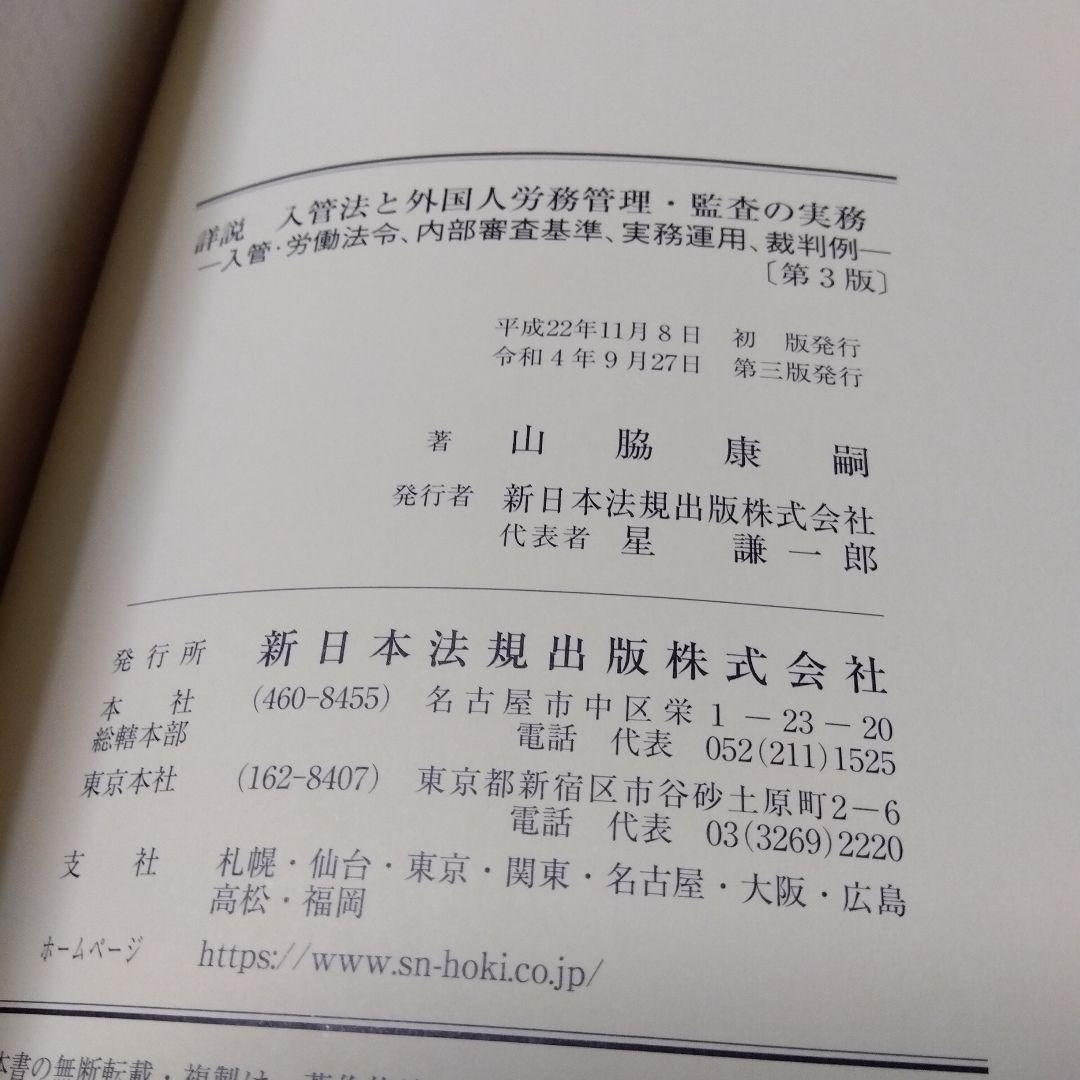 詳説 入管法と外国人労務管理・監査の実務
―入管・労働法令、内部審査基準、実務運用、裁判例―
〔第3版〕
平成22年11月8日 初 版発行
令和4年9月27日 第三版発行
著 山脇康嗣
発行者 新日本法規出版株式会社
代表者 星 謙一郎
発行所 新日本法規出版株式会社
本社 (460-8455) 名古屋市中区栄1-23-20
総轄本部 電話 代表 052(211)1525
東京本社 (162-8407) 東京都新宿区市谷砂土原町2-6
電話 代表 03(3269)2220
支社 札幌・仙台・東京・関東・名古屋・大阪・広島
高松・福岡
ホームページ https://www.sn-hoki.co.jp/
本書の無断転載・複製は、